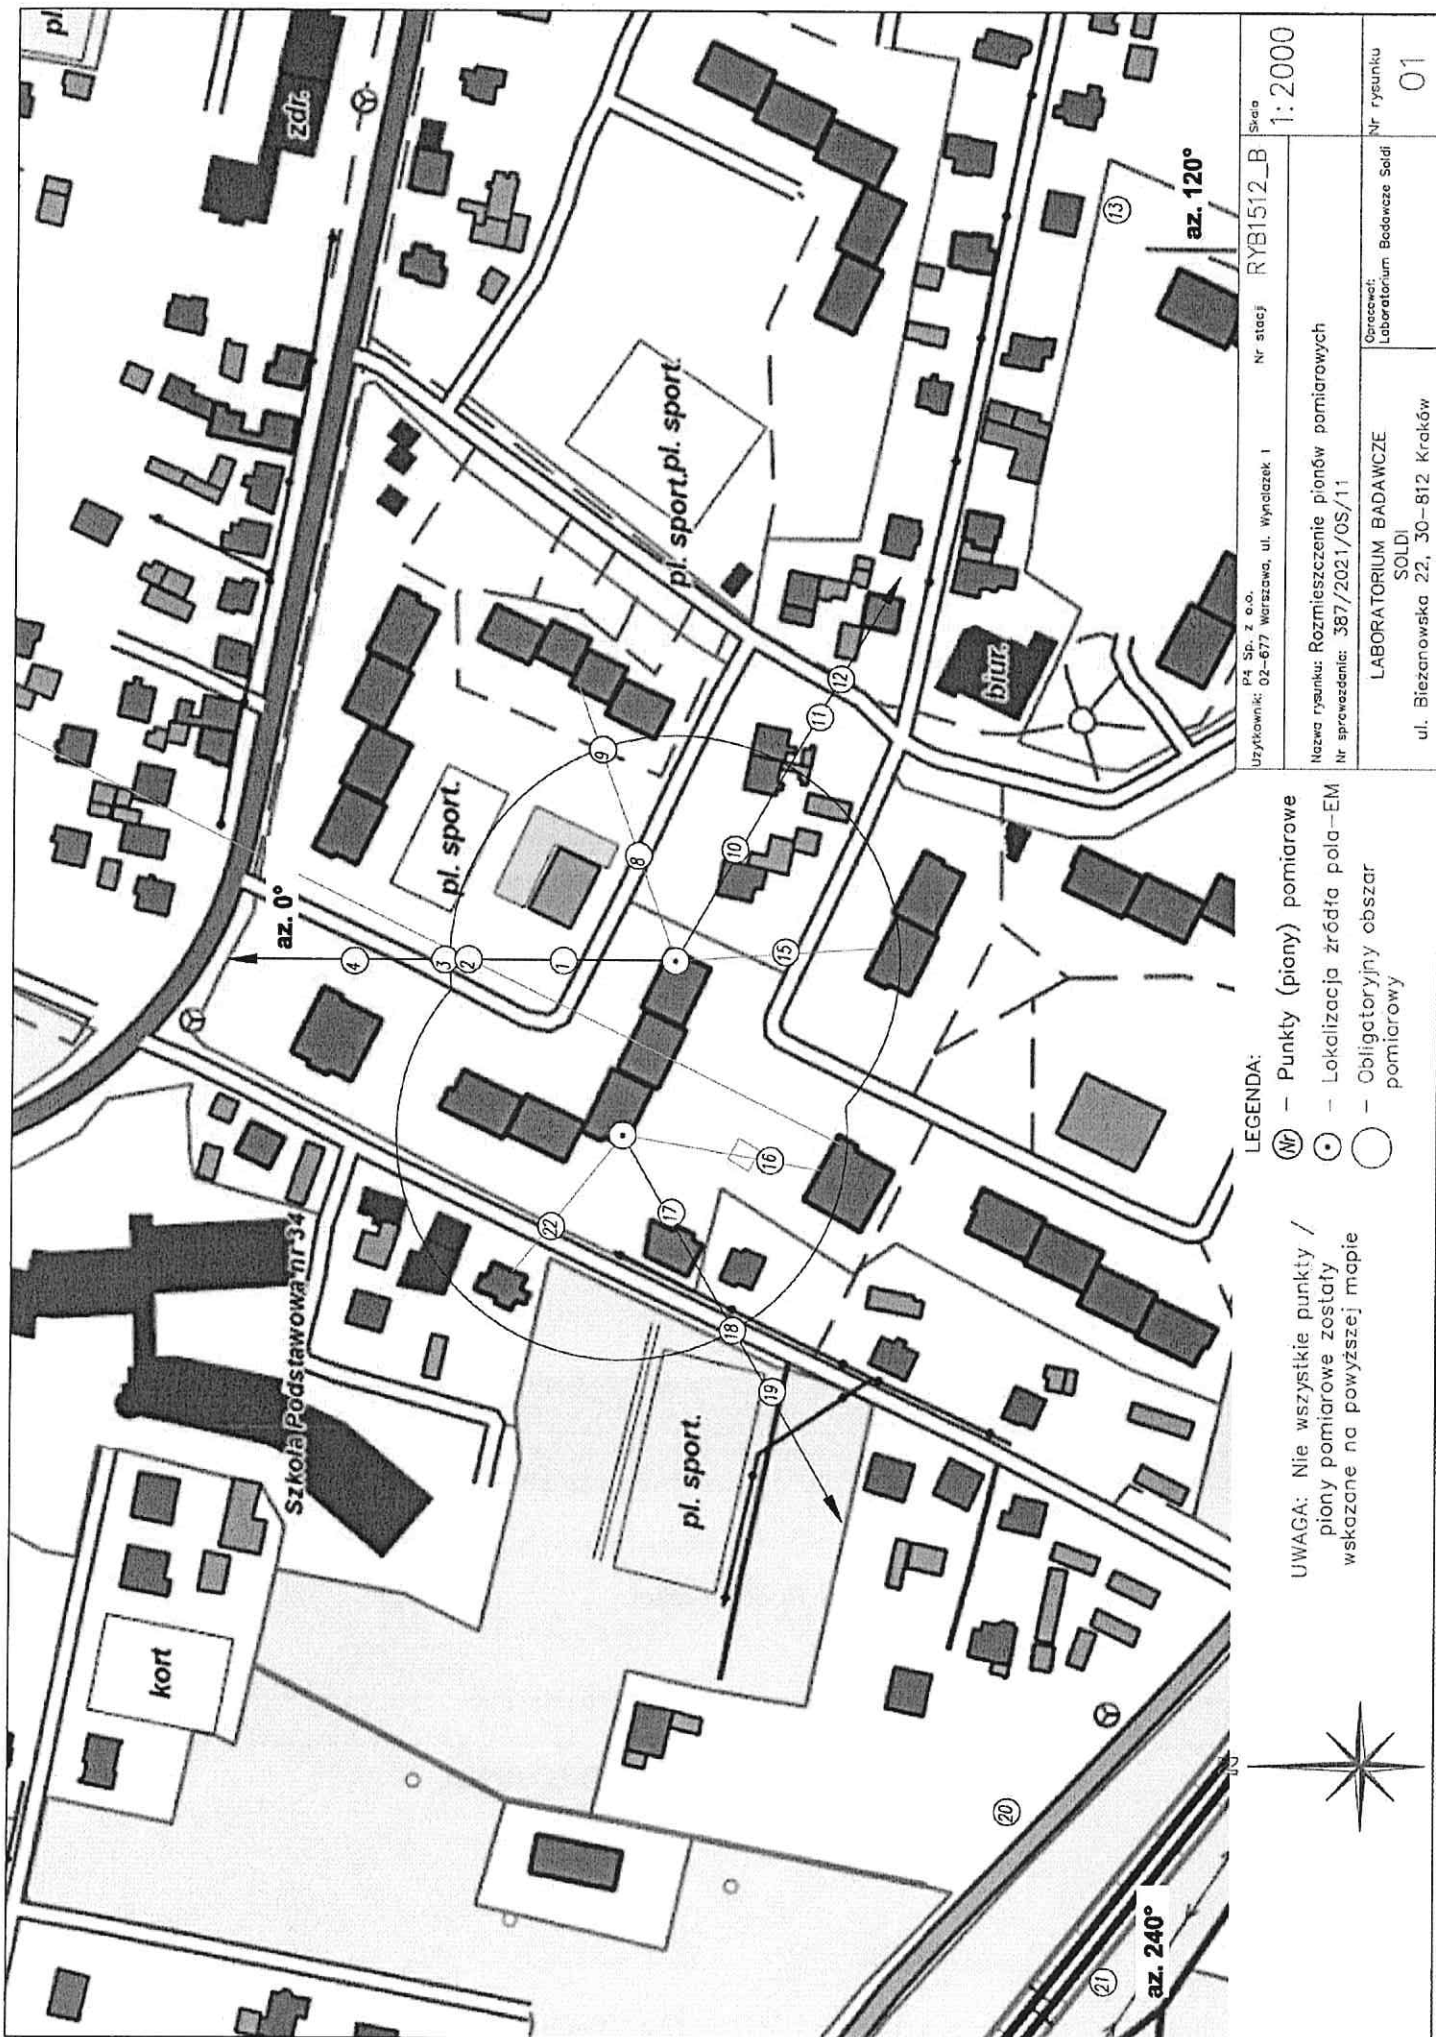 pl
zdr.
az. 0°
pl. sport.
pl. sport.
pl. sport.
Szkoła Podstawowa nr 34
kort
pl. sport.
biur.
az. 120°
az. 240°
1
2
3
4
8
9
10
11
12
13
15
16
17
18
19
20
21
22
LEGENDA:
Nr – Punkty (piony) pomiarowe
– Lokalizacja źródła pola–EM
– Obligatoryjny obszar
pomiarowy
UWAGA: Nie wszystkie punkty /
piony pomiarowe zostały
wskazane na powyższej mapie
Użytkownik: P4 Sp. z o.o.
02-677 Warszawa, ul. Wynalazek 1
Nr stacji RYB1512_B
Skala
1:2000
Nazwa rysunku: Rozmieszczenie pionów pomiarowych
Nr sprawozdania: 387/2021/OS/11
LABORATORIUM BADAWCZE
SOLDI
ul. Bieżanowska 22, 30–812 Kraków
Opracował:
Laboratorium Badawcze Soldi
Nr rysunku
01